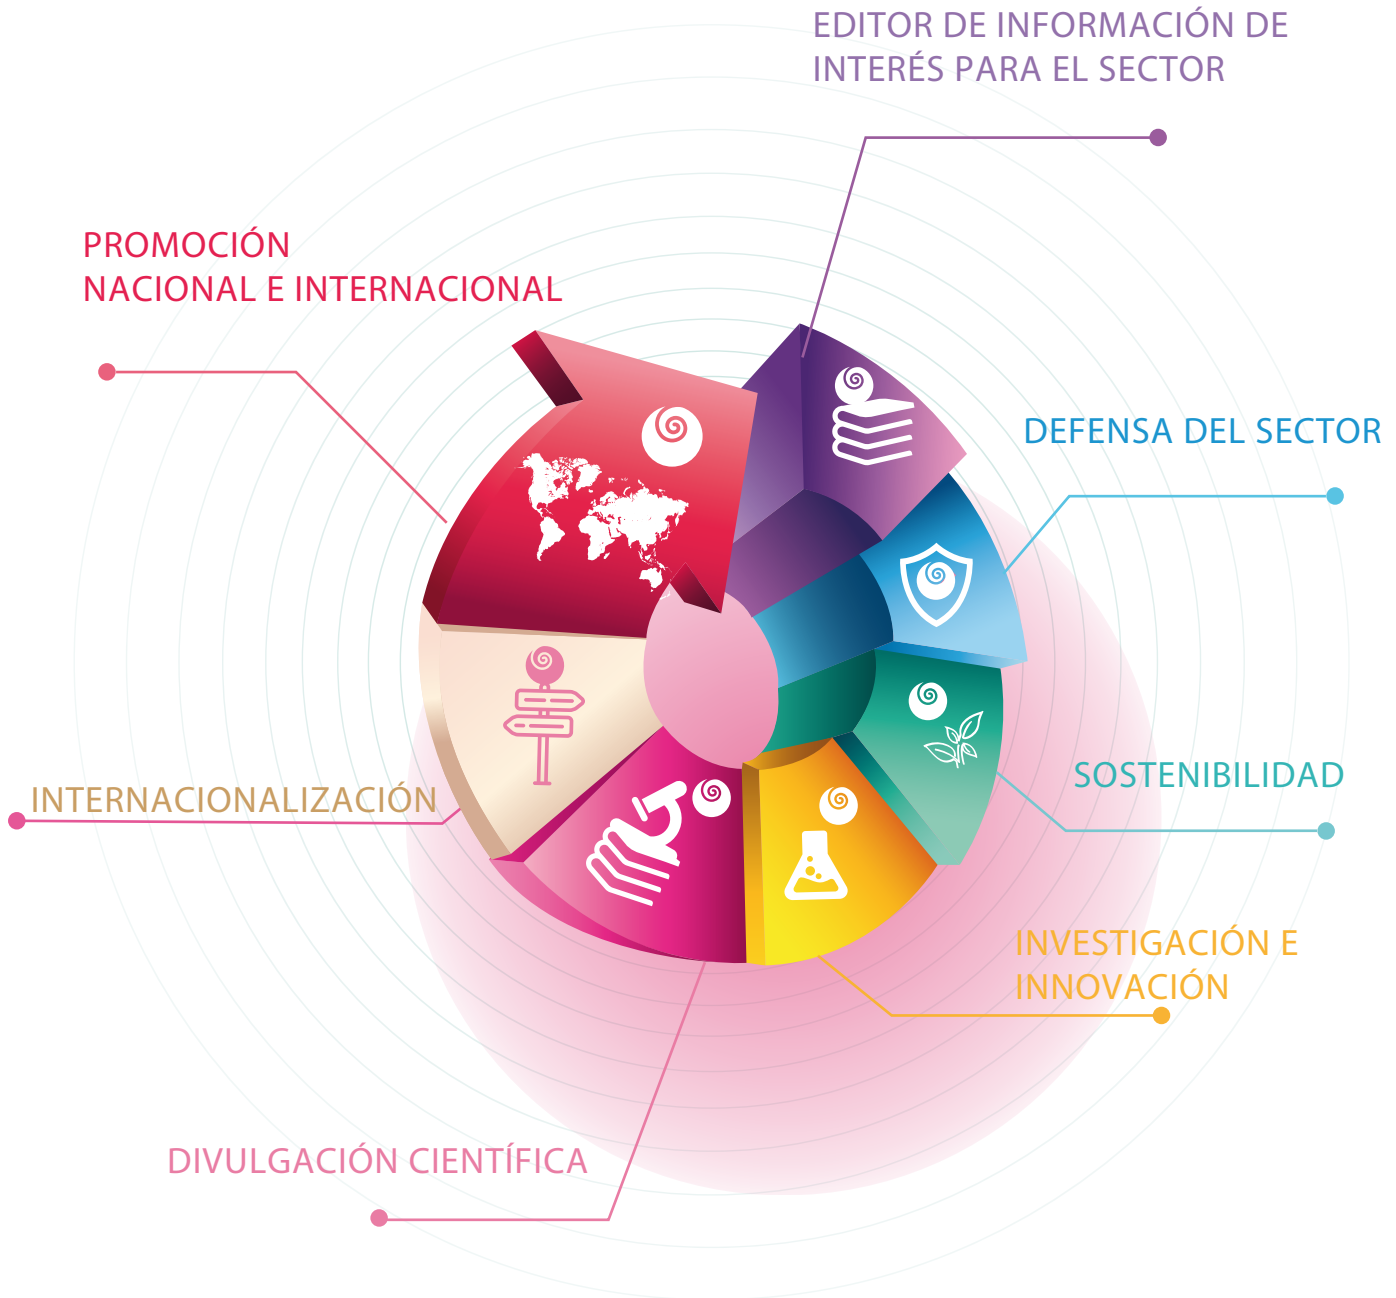 EDITOR DE INFORMACIÓN DE
INTERÉS PARA EL SECTOR
PROMOCIÓN
NACIONAL E INTERNACIONAL
DEFENSA DEL SECTOR
SOSTENIBILIDAD
INTERNACIONALIZACIÓN
INVESTIGACIÓN E
INNOVACIÓN
DIVULGACIÓN CIENTÍFICA